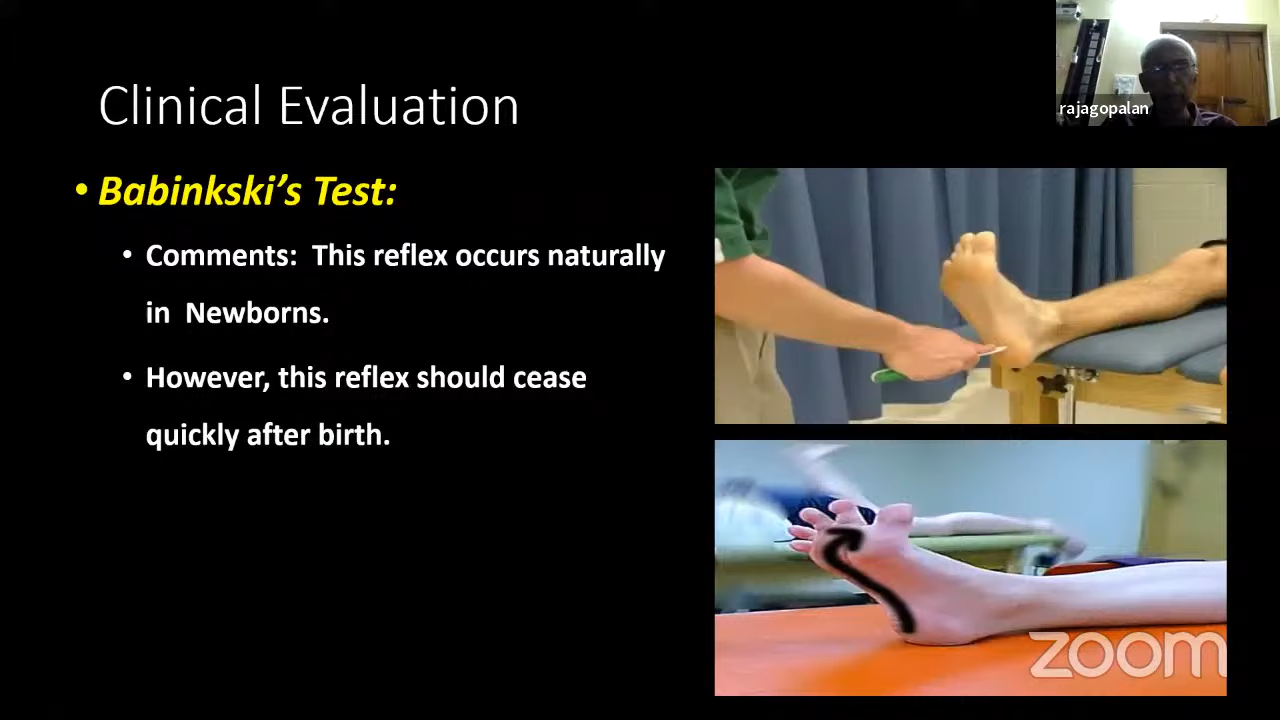 rajagopalan
Clinical Evaluation
• Babinkski’s Test:
• Comments:  This reflex occurs naturally
in  Newborns.
• However, this reflex should cease
quickly after birth.
zoom